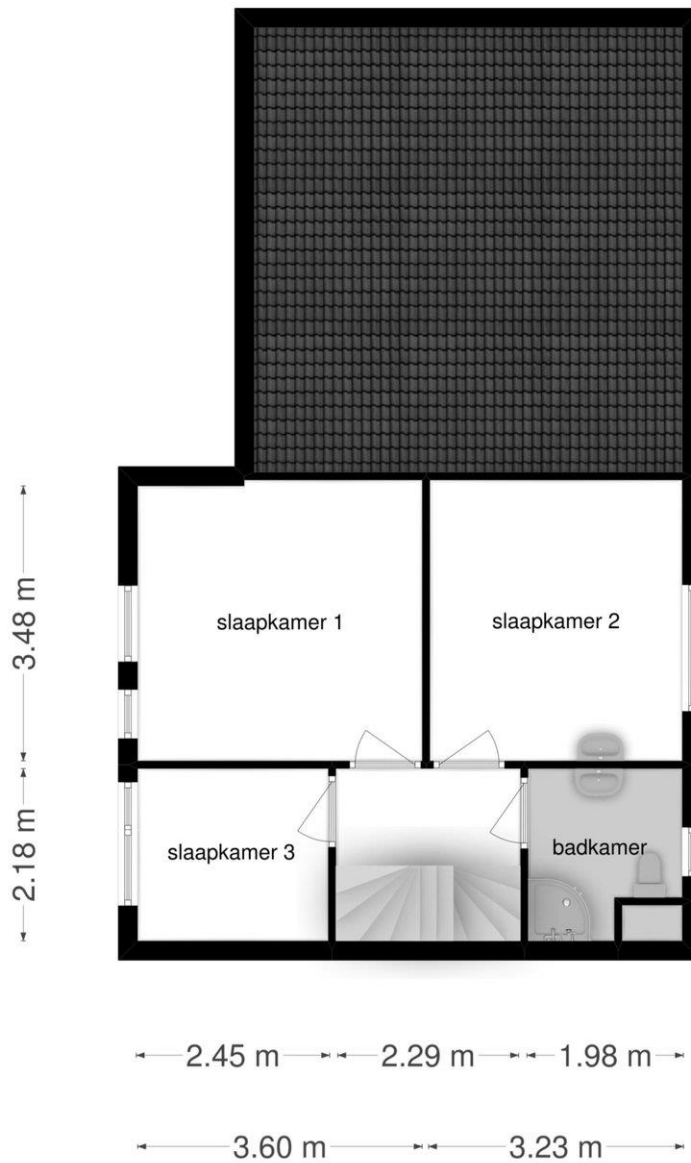 slaapkamer 1
slaapkamer 2
3.48 m
slaapkamer 3
badkamer
2.18 m
2.45 m
2.29 m
1.98 m
3.60 m
3.23 m